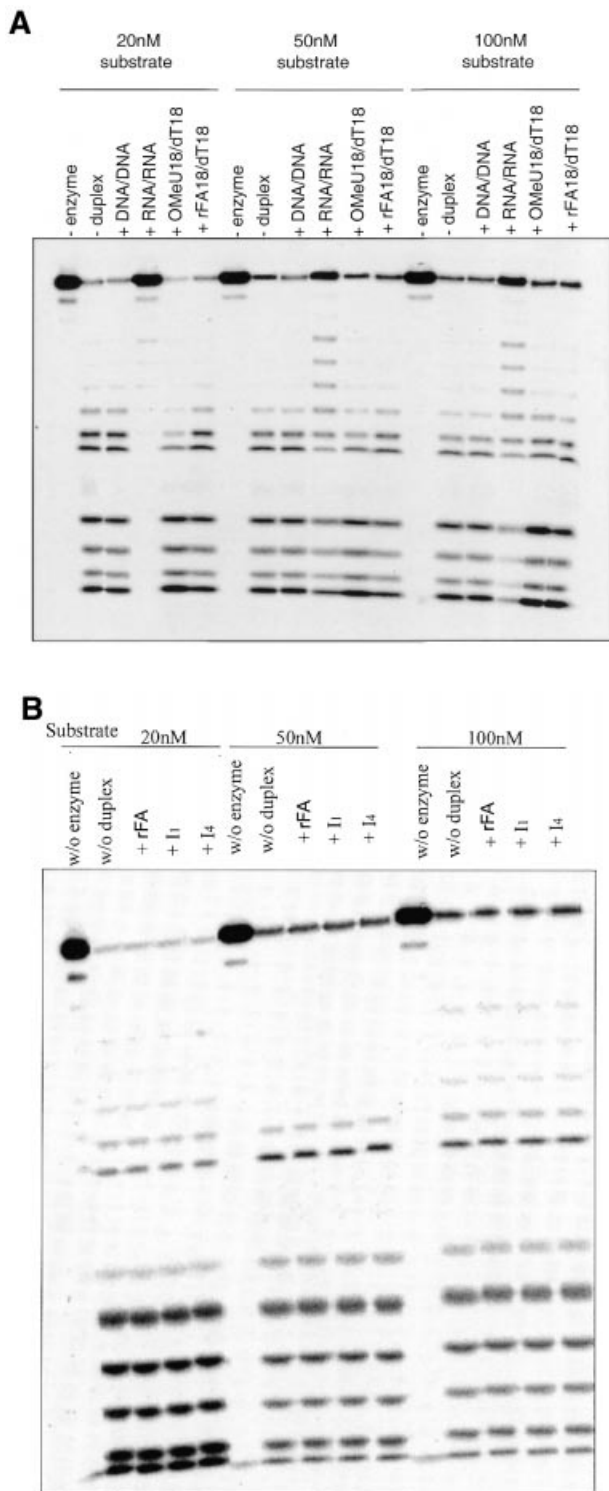 A
20nM substrate
50nM substrate
100nM substrate
- enzyme
- duplex
+ DNA/DNA
+ RNA/RNA
+ OMeU18/dT18
+ rFA18/dT18
- enzyme
- duplex
+ DNA/DNA
+ RNA/RNA
+ OMeU18/dT18
+ rFA18/dT18
- enzyme
- duplex
+ DNA/DNA
+ RNA/RNA
+ OMeU18/dT18
+ rFA18/dT18
B
Substrate
20nM
50nM
100nM
w/o enzyme
w/o duplex
+ rFA
+ I1
+ I4
w/o enzyme
w/o duplex
+ rFA
+ I1
+ I4
w/o enzyme
w/o duplex
+ rFA
+ I1
+ I4